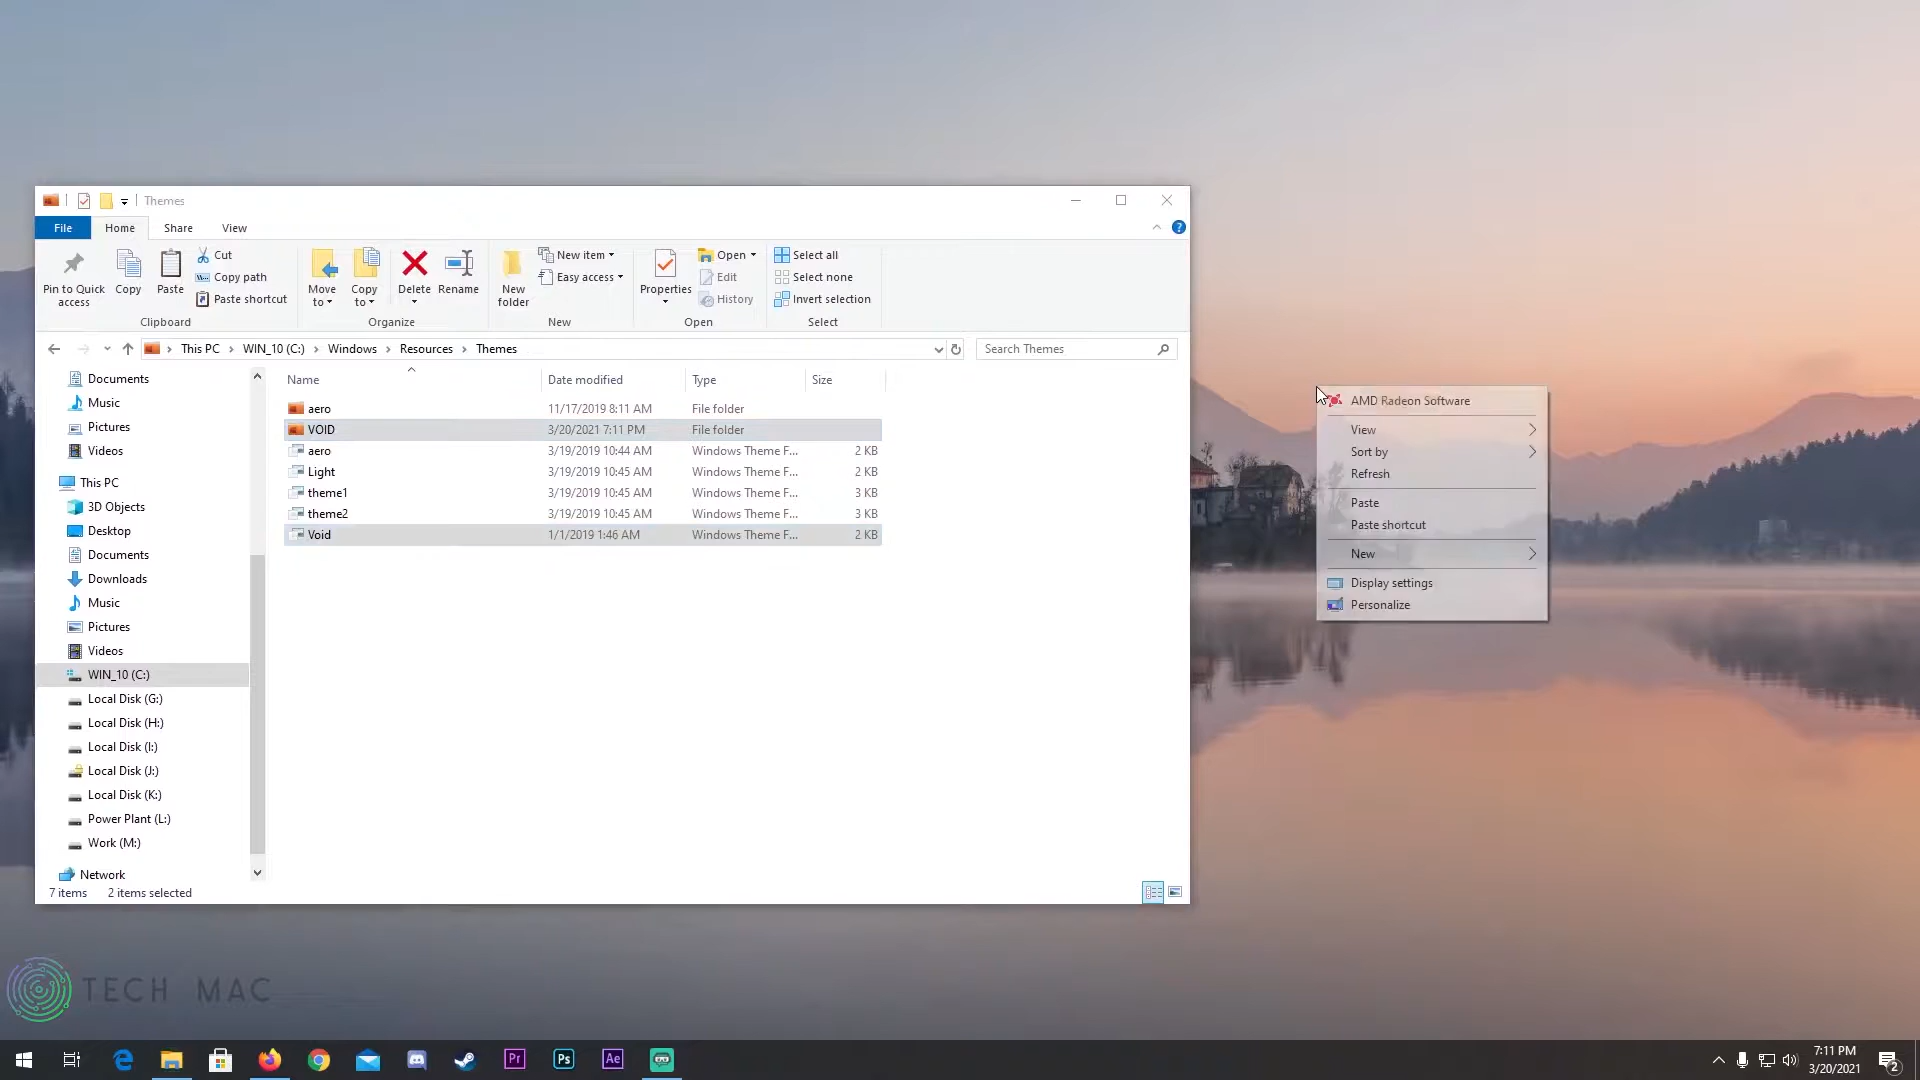 Themes
File Home Share View
Pin to Quick access
Copy
Paste
Cut
Copy path
Paste shortcut
Clipboard
Move to
Copy to
Delete
Rename
Organize
New folder
New item
Easy access
New
Properties
Open
Edit
History
Open
Select all
Select none
Invert selection
Select
This PC WIN_10 (C:) Windows Resources Themes
Search Themes
Documents
Music
Pictures
Videos
This PC
3D Objects
Desktop
Documents
Downloads
Music
Pictures
Videos
WIN_10 (C:)
Local Disk (G:)
Local Disk (H:)
Local Disk (I:)
Local Disk (J:)
Local Disk (K:)
Power Plant (L:)
Work (M:)
Network
Name Date modified Type Size
aero 11/17/2019 8:11 AM File folder
VOID 3/20/2021 7:11 PM File folder
aero 3/19/2019 10:44 AM Windows Theme F... 2 KB
Light 3/19/2019 10:45 AM Windows Theme F... 2 KB
theme1 3/19/2019 10:45 AM Windows Theme F... 3 KB
theme2 3/19/2019 10:45 AM Windows Theme F... 3 KB
Void 1/1/2019 1:46 AM Windows Theme F... 2 KB
7 items 2 items selected
AMD Radeon Software
View
Sort by
Refresh
Paste
Paste shortcut
New
Display settings
Personalize
TECH MAC
Pr
Ps
Ae
7:11 PM
3/20/2021
2